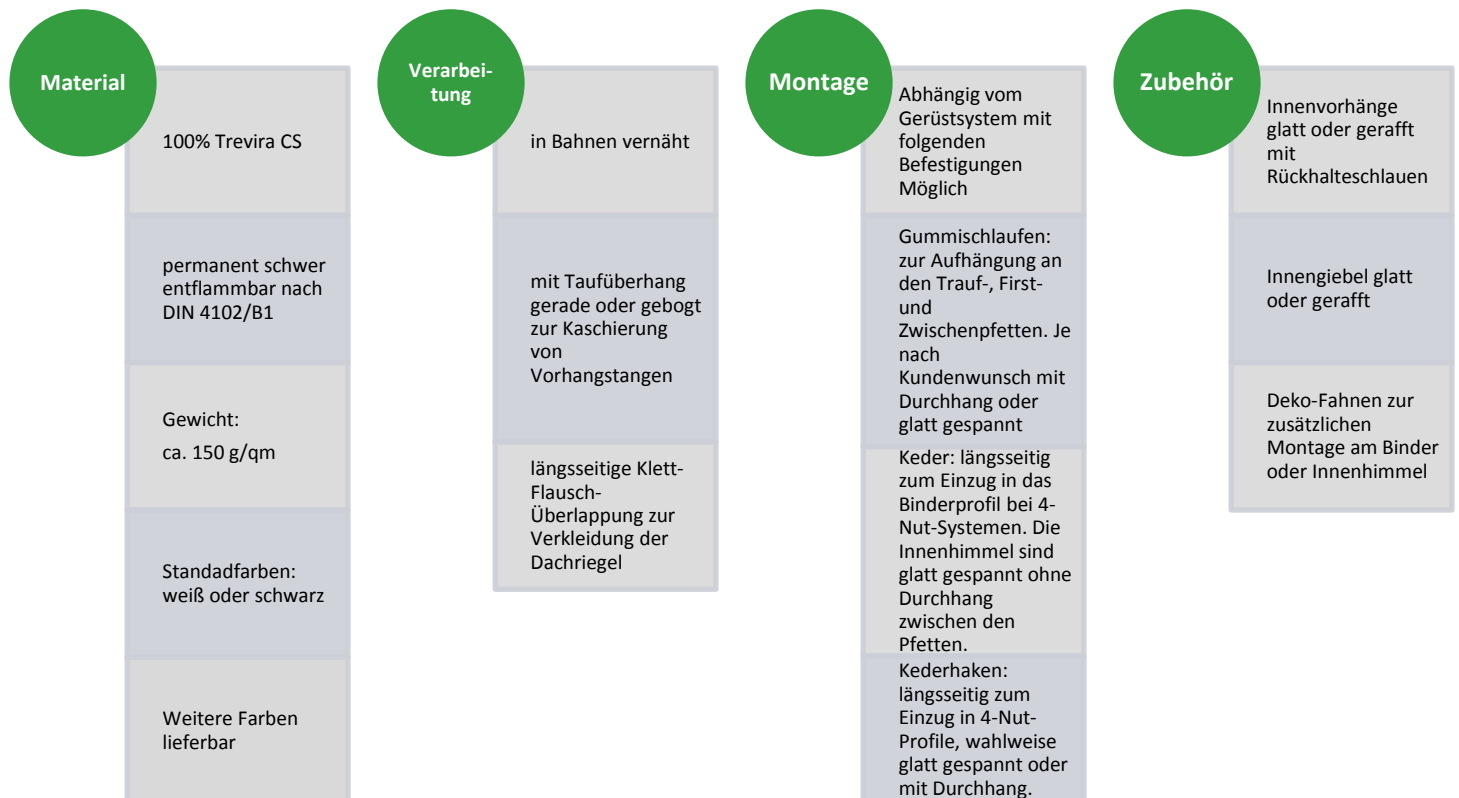 Material
100% Trevira CS
permanent schwer
entflammbar nach
DIN 4102/B1
Gewicht:
ca. 150 g/qm
Standadfarben:
weiß oder schwarz
Weitere Farben
lieferbar
Verarbei-
tung
in Bahnen vernäht
mit Taufüberhang
gerade oder gebogt
zur Kaschierung
von
Vorhangstangen
längsseitige Klett-
Flausch-
Überlappung zur
Verkleidung der
Dachriegel
Montage
Abhängig vom
Gerüstsystem mit
folgenden
Befestigungen
Möglich
Gummischlaufen:
zur Aufhängung an
den Trauf-, First-
und
Zwischenpfetten. Je
nach
Kundenwunsch mit
Durchhang oder
glatt gespannt
Keder: längsseitig
zum Einzug in das
Binderprofil bei 4-
Nut-Systemen. Die
Innenhimmel sind
glatt gespannt ohne
Durchhang
zwischen den
Pfetten.
Kederhaken:
längsseitig zum
Einzug in 4-Nut-
Profile, wahlweise
glatt gespannt oder
mit Durchhang.
Zubehör
Innenvorhänge
glatt oder gerafft
mit
Rückhalteschlauen
Innengiebel glatt
oder gerafft
Deko-Fahnen zur
zusätzlichen
Montage am Binder
oder Innenhimmel